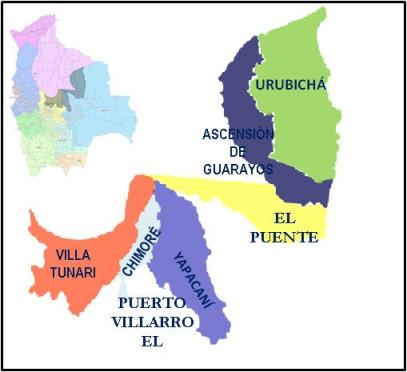 URUBICHÁ
ASCENSIÓN
DE
GUARAYOS
EL
PUENTE
VILLA
TUNARI
CHIMORÉ
YAPACANÍ
PUERTO
VILLARRO
EL